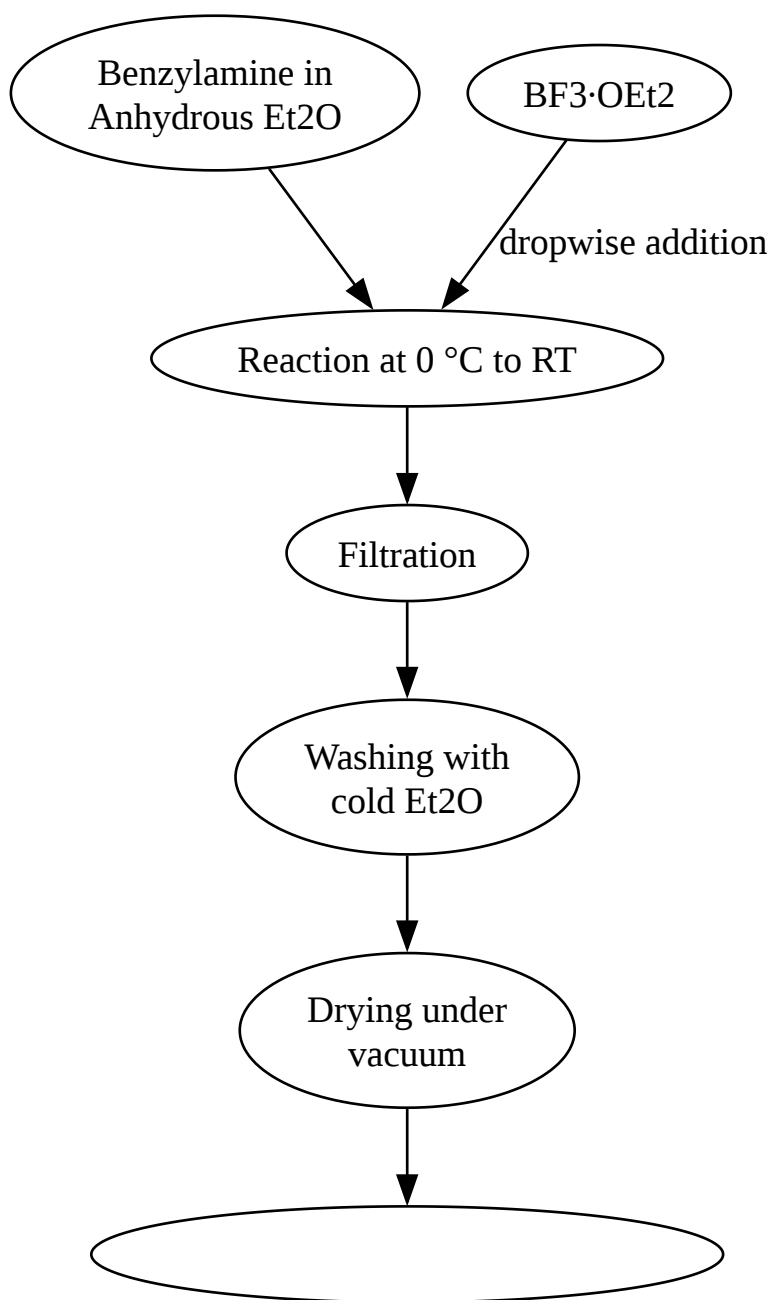 Benzylamine in
Anhydrous Et2O
BF3·OEt2
dropwise addition
Reaction at 0 °C to RT
Filtration
Washing with
cold Et2O
Drying under
vacuum